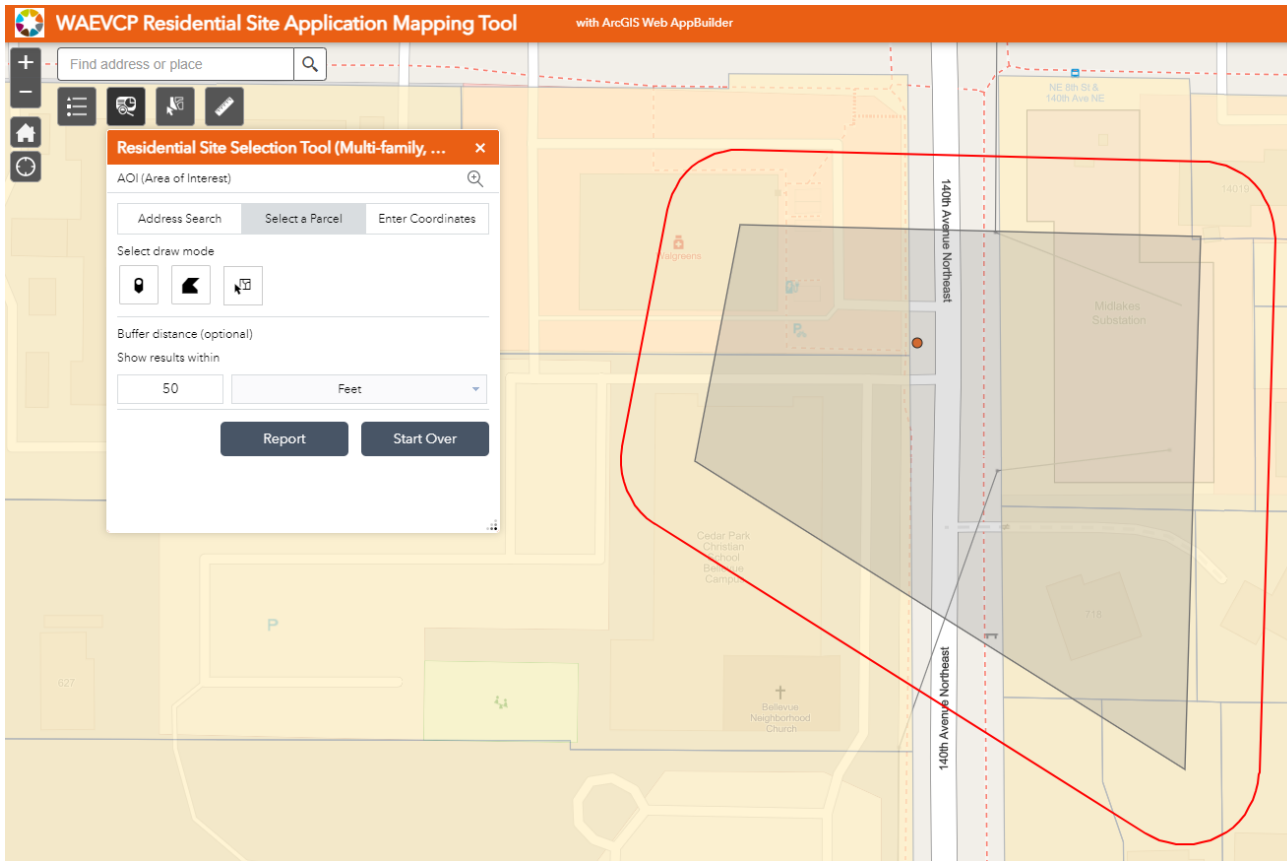 WAEVCP Residential Site Application Mapping Tool
with ArcGIS Web AppBuilder
+
Find address or place
−
NE 8th St &
140th Ave NE
Residential Site Selection Tool (Multi-family, ...
×
AOI (Area of Interest)
Address Search
Select a Parcel
Enter Coordinates
Select draw mode
Buffer distance (optional)
Show results within
50
Feet
Report
Start Over
140th Avenue Northeast
14019
Walgreens
Midlakes
Substation
P
Cedar Park
Christian
School
Bellevue
Campus
716
P
627
140th Avenue Northeast
Bellevue
Neighborhood
Church